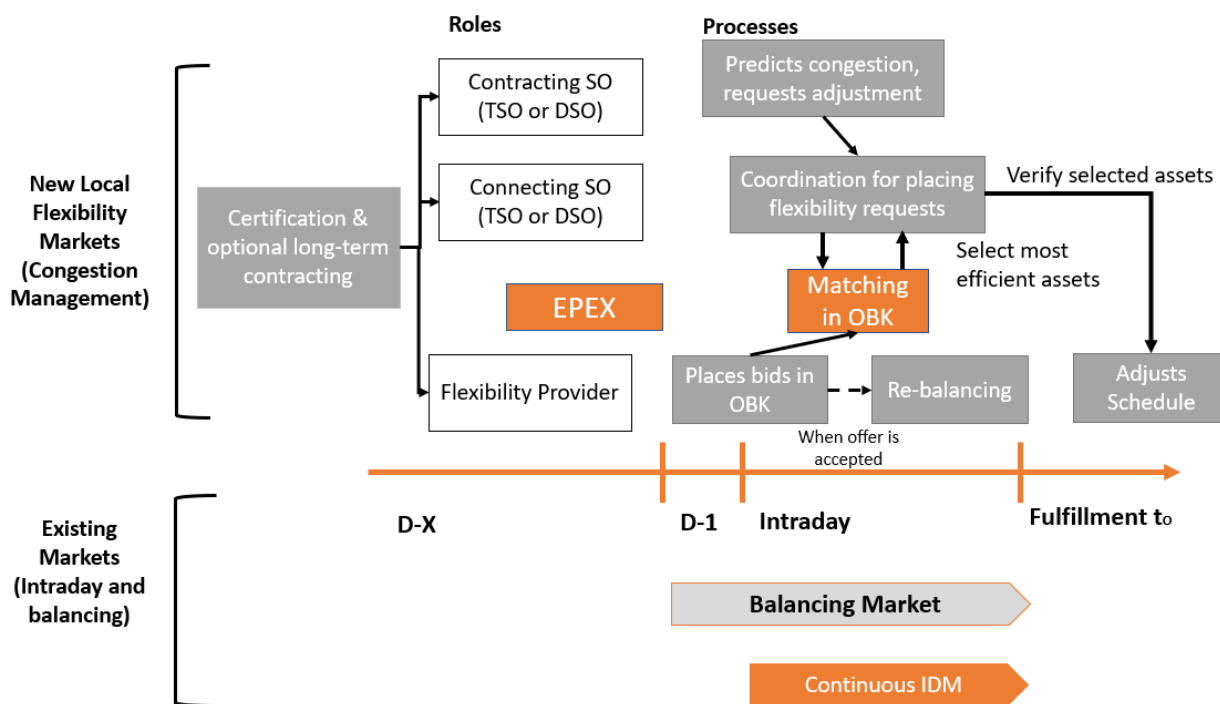 Roles
Processes
New Local
Flexibility
Markets
(Congestion
Management)
Certification &
optional long-term
contracting
Contracting SO
(TSO or DSO)
Connecting SO
(TSO or DSO)
EPEX
Flexibility Provider
Predicts congestion,
requests adjustment
Coordination for placing
flexibility requests
Verify selected assets
Select most
efficient assets
Matching
in OBK
Places bids in
OBK
Re-balancing
Adjusts
Schedule
When offer is
accepted
D-X
D-1
Intraday
Fulfillment to
Existing
Markets
(Intraday and
balancing)
Balancing Market
Continuous IDM